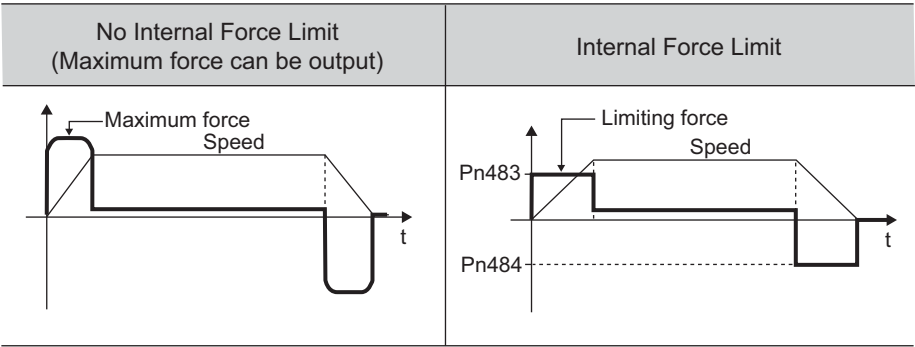 No Internal Force Limit
(Maximum force can be output)
Internal Force Limit
Maximum force
Speed
t
Limiting force
Speed
Pn483
t
Pn484